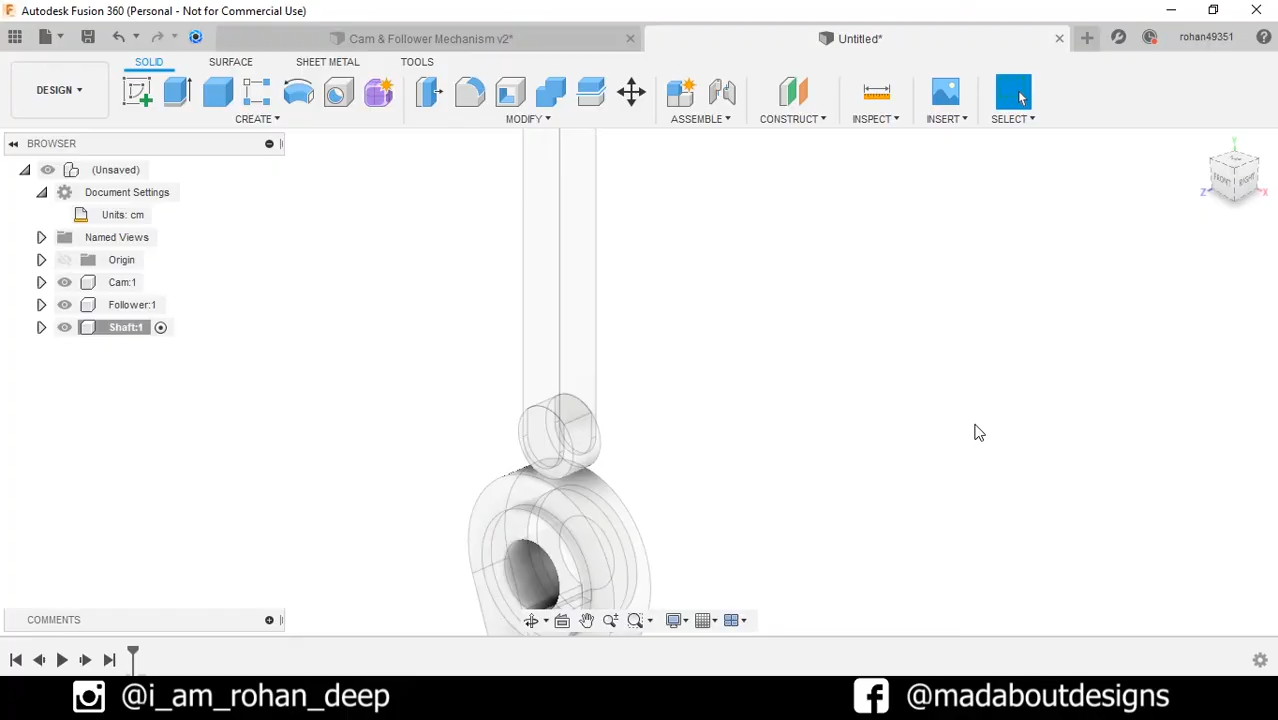 Autodesk Fusion 360 (Personal - Not for Commercial Use)
Cam & Follower Mechanism v2*
Untitled*
rohan49351
SOLID
SURFACE
SHEET METAL
TOOLS
DESIGN
CREATE
MODIFY
ASSEMBLE
CONSTRUCT
INSPECT
INSERT
SELECT
BROWSER
(Unsaved)
Document Settings
Units: cm
Named Views
Origin
Cam:1
Follower:1
Shaft:1
Y
FRONT
RIGHT
Z
X
COMMENTS
@i_am_rohan_deep
@madaboutdesigns